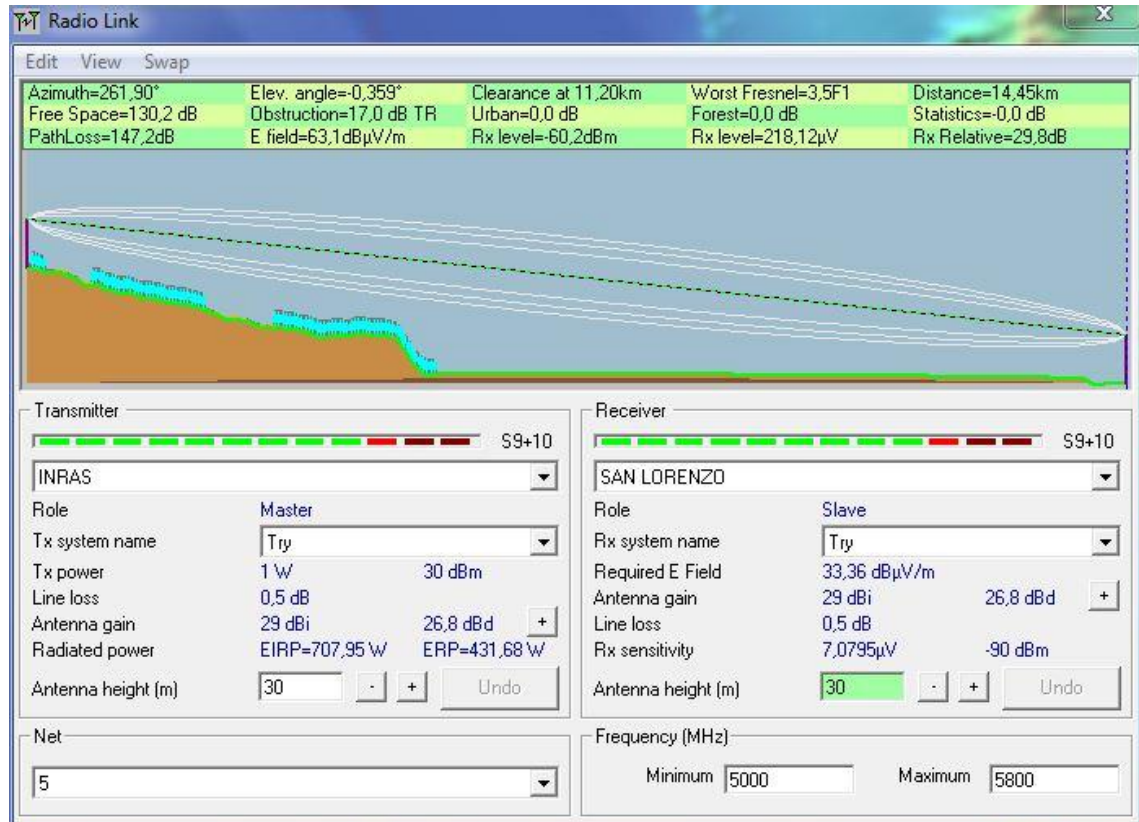 Radio Link
X
Edit View Swap
Azimuth=261,90° Elev. angle=-0,359° Clearance at 11,20km Worst Fresnel=3,5F1 Distance=14,45km
Free Space=130,2 dB Obstruction=17,0 dB TR Urban=0,0 dB Forest=0,0 dB Statistics=-0,0 dB
PathLoss=147,2dB E field=63,1dBµV/m Rx level=-60,2dBm Rx level=218,12µV Rx Relative=29,8dB
Transmitter Receiver
S9+10 S9+10
INRAS SAN LORENZO
Role Master Role Slave
Tx system name Try Rx system name Try
Tx power 1 W 30 dBm Required E Field 33,36 dBµV/m
Line loss 0,5 dB Antenna gain 29 dBi 26,8 dBd +
Antenna gain 29 dBi 26,8 dBd + Line loss 0,5 dB
Radiated power EIRP=707,95 W ERP=431,68 W Rx sensitivity 7,0795µV -90 dBm
Antenna height (m) 30 - + Undo Antenna height (m) 30 - + Undo
Net Frequency (MHz)
5 Minimum 5000 Maximum 5800